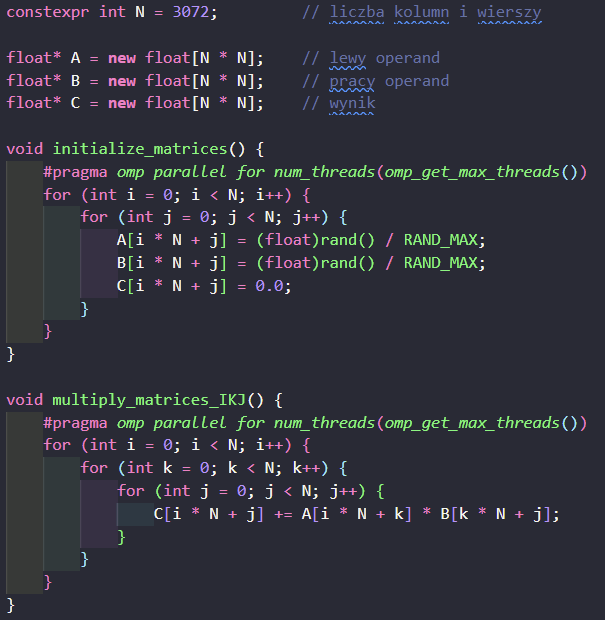 constexpr int N = 3072;          // liczba kolumn i wierszy
float* A = new float[N * N];    // lewy operand
float* B = new float[N * N];    // pracy operand
float* C = new float[N * N];    // wynik
void initialize_matrices() {
    #pragma omp parallel for num_threads(omp_get_max_threads())
    for (int i = 0; i < N; i++) {
        for (int j = 0; j < N; j++) {
            A[i * N + j] = (float)rand() / RAND_MAX;
            B[i * N + j] = (float)rand() / RAND_MAX;
            C[i * N + j] = 0.0;
        }
    }
}
void multiply_matrices_IKJ() {
    #pragma omp parallel for num_threads(omp_get_max_threads())
    for (int i = 0; i < N; i++) {
        for (int k = 0; k < N; k++) {
            for (int j = 0; j < N; j++) {
                C[i * N + j] += A[i * N + k] * B[k * N + j];
            }
        }
    }
}